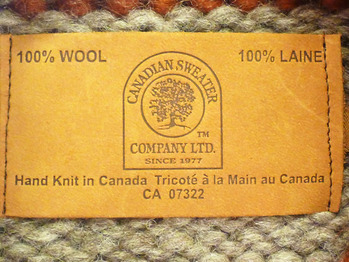 100% WOOL 100% LAINE
CANADIAN SWEATER
TM
COMPANY LTD.
SINCE 1977
Hand Knit in Canada Tricoté à la Main au Canada
CA 07322